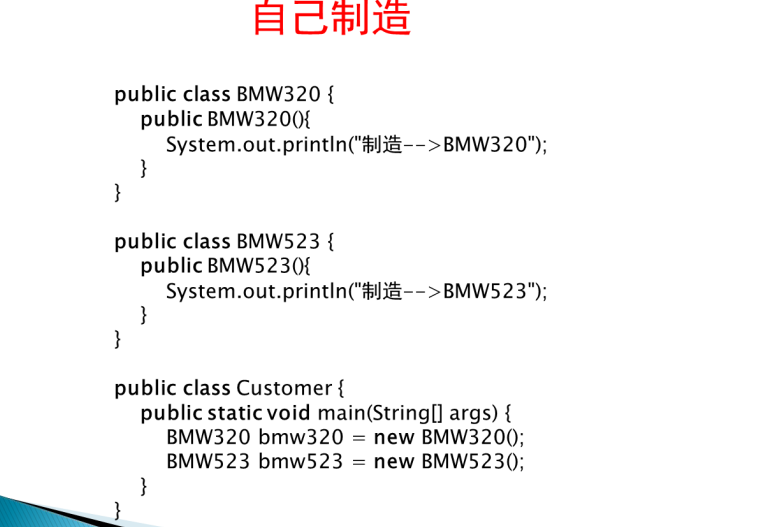 自己制造
public class BMW320 {
public BMW320(){
System.out.println("制造-->BMW320");
}
}
public class BMW523 {
public BMW523(){
System.out.println("制造-->BMW523");
}
}
public class Customer {
public static void main(String[] args) {
BMW320 bmw320 = new BMW320();
BMW523 bmw523 = new BMW523();
}
}